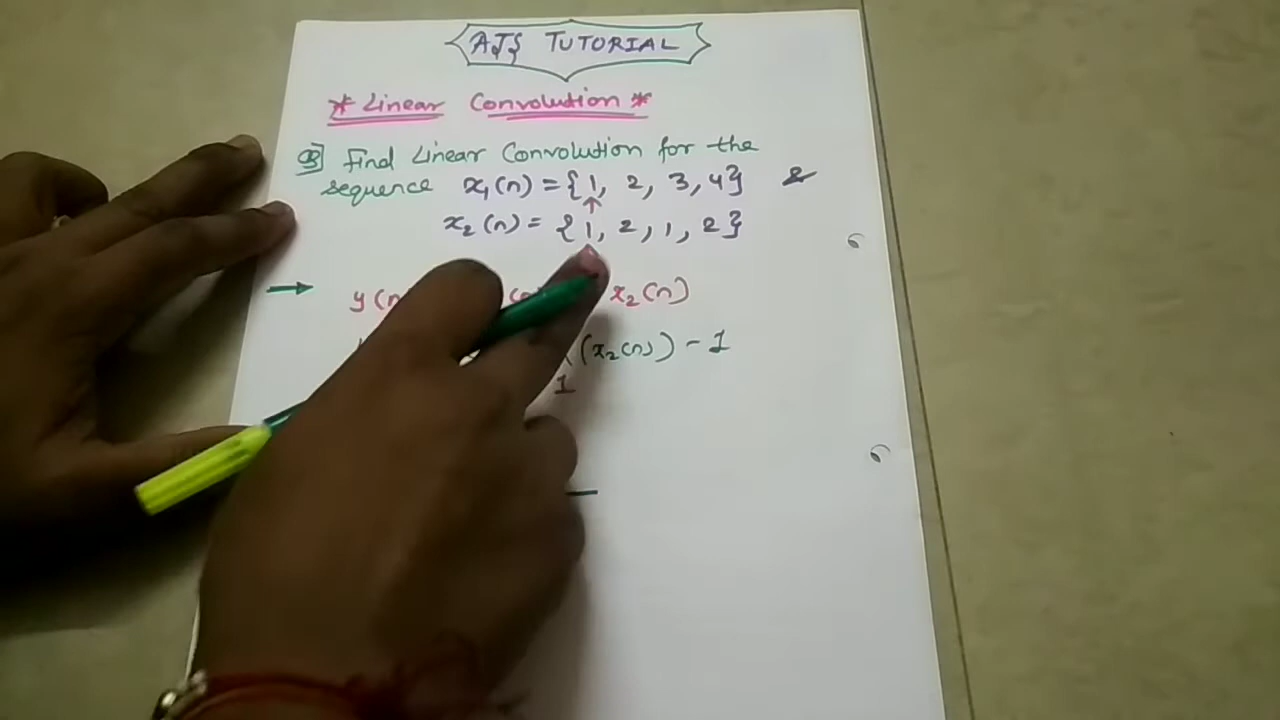 AJS TUTORIAL
* Linear Convolution *
Q] Find Linear Convolution for the
sequence x₁(n) = {1, 2, 3, 4} &
↑
x₂(n) = {1, 2, 1, 2}
→ y(n x₂(n)
(x₂(n)) - 1
1